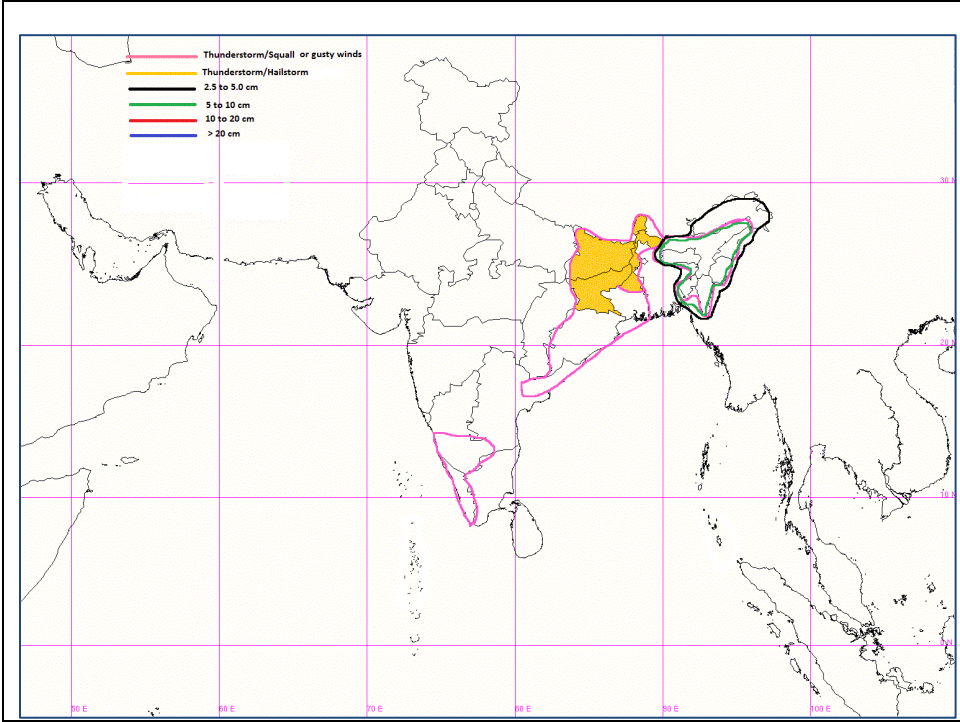 Thunderstorm/Squall or gusty winds
Thunderstorm/Hailstorm
2.5 to 5.0 cm
5 to 10 cm
10 to 20 cm
> 20 cm
30 N
20 N
10 N
0 N
50 E
60 E
70 E
80 E
90 E
100 E